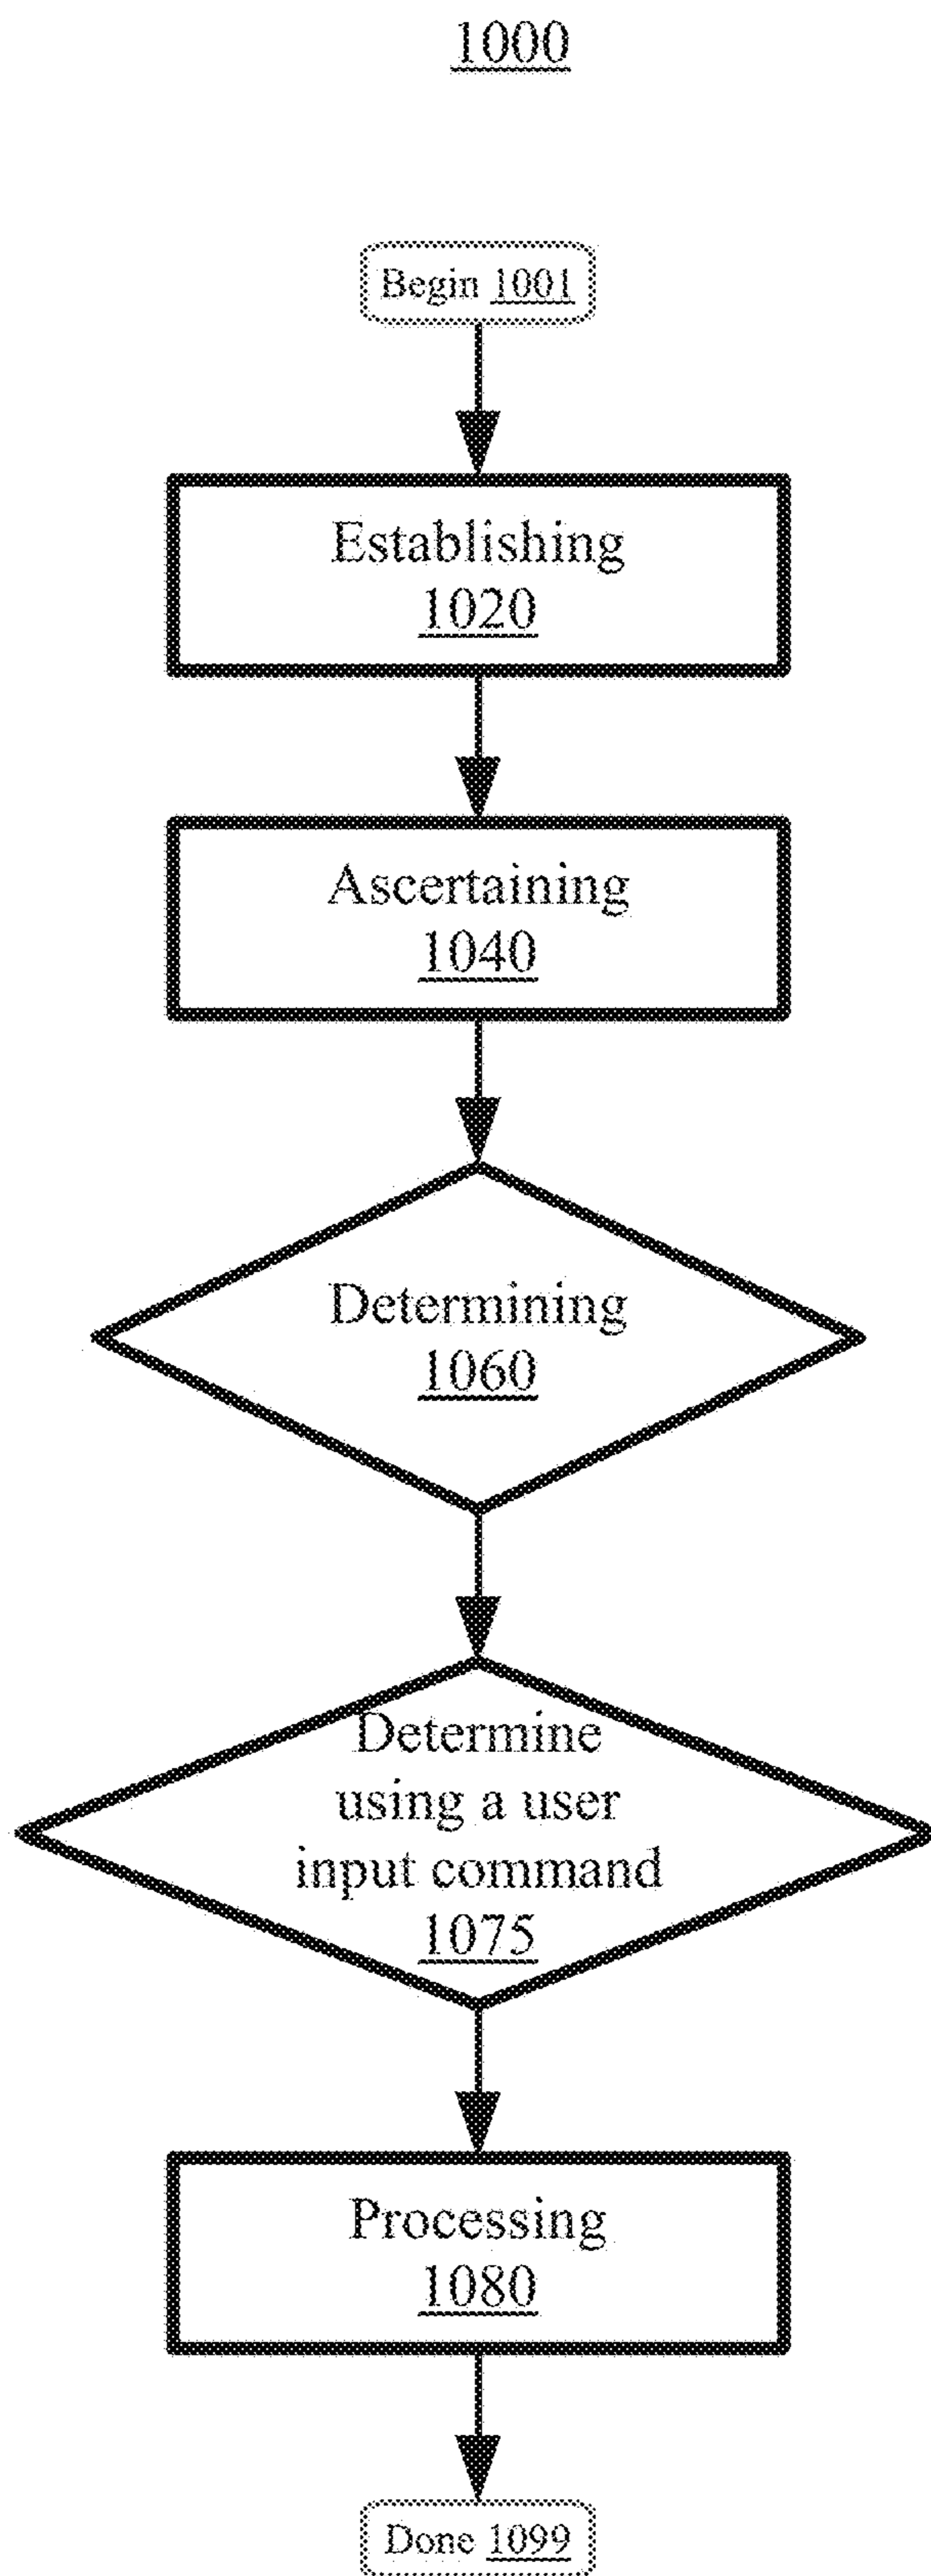 1000
Begin 1001
Establishing
1020
Ascertaining
1040
Determining
1060
Determine
using a user
input command
1075
Processing
1080
Done 1099